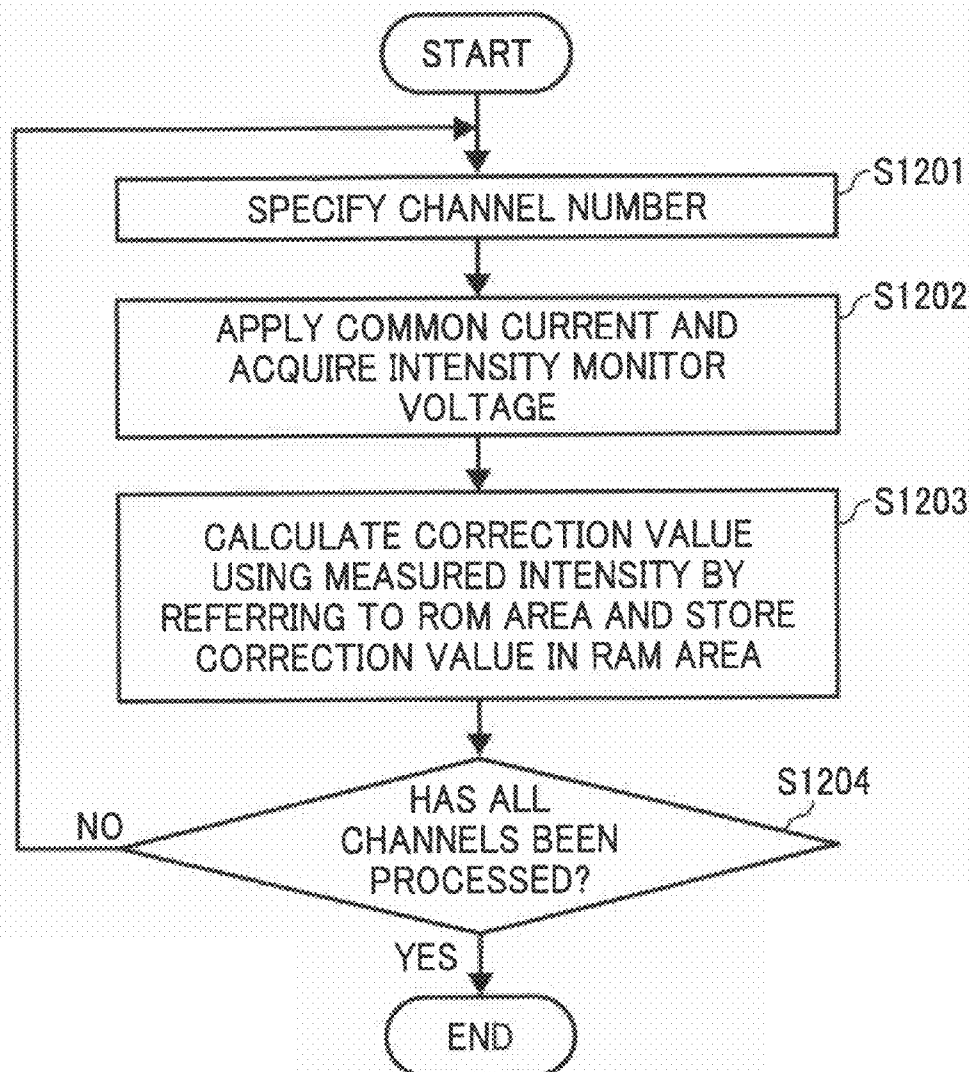 START
SPECIFY CHANNEL NUMBER
S1201
APPLY COMMON CURRENT AND
ACQUIRE INTENSITY MONITOR
VOLTAGE
S1202
CALCULATE CORRECTION VALUE
USING MEASURED INTENSITY BY
REFERRING TO ROM AREA AND STORE
CORRECTION VALUE IN RAM AREA
S1203
HAS ALL
CHANNELS BEEN
PROCESSED?
S1204
NO
YES
END